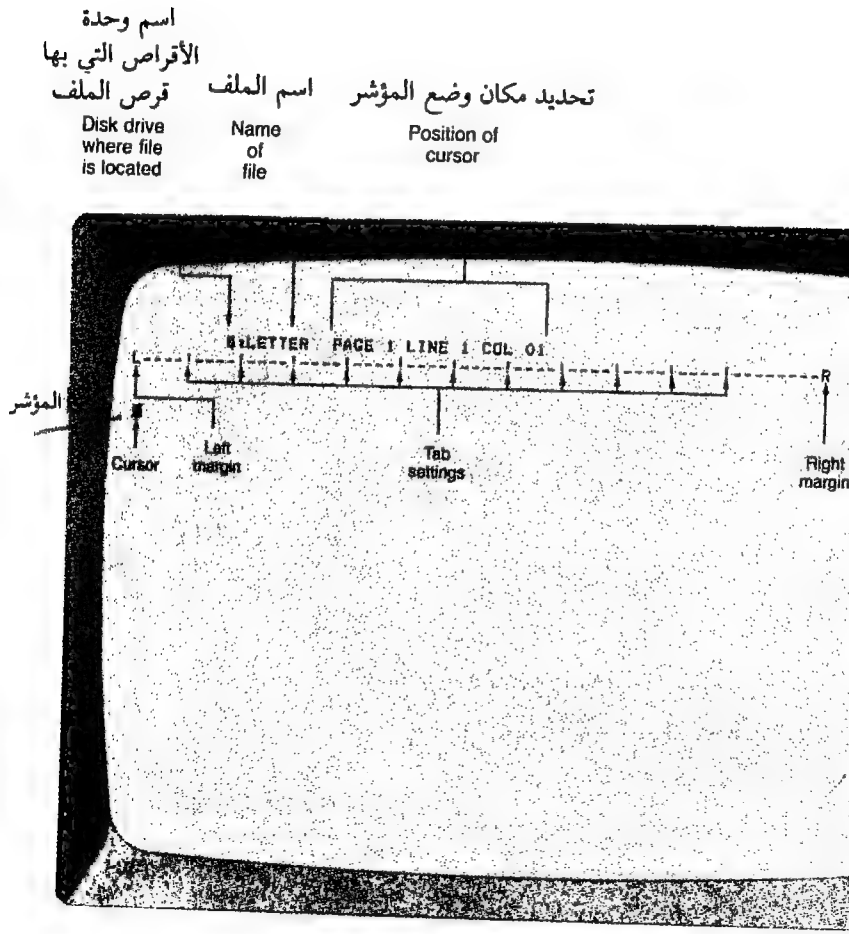 اسم وحدة
الأقراص التي بها
قرص الملف
اسم الملف
تحديد مكان وضع المؤشر
Disk drive
where file
is located
Name
of
file
Position of
cursor
B:LETTER PAGE 1 LINE 1 COL 01
L-----------------------------------------------------R
المؤشر
Cursor
Left
margin
Tab
settings
Right
margin